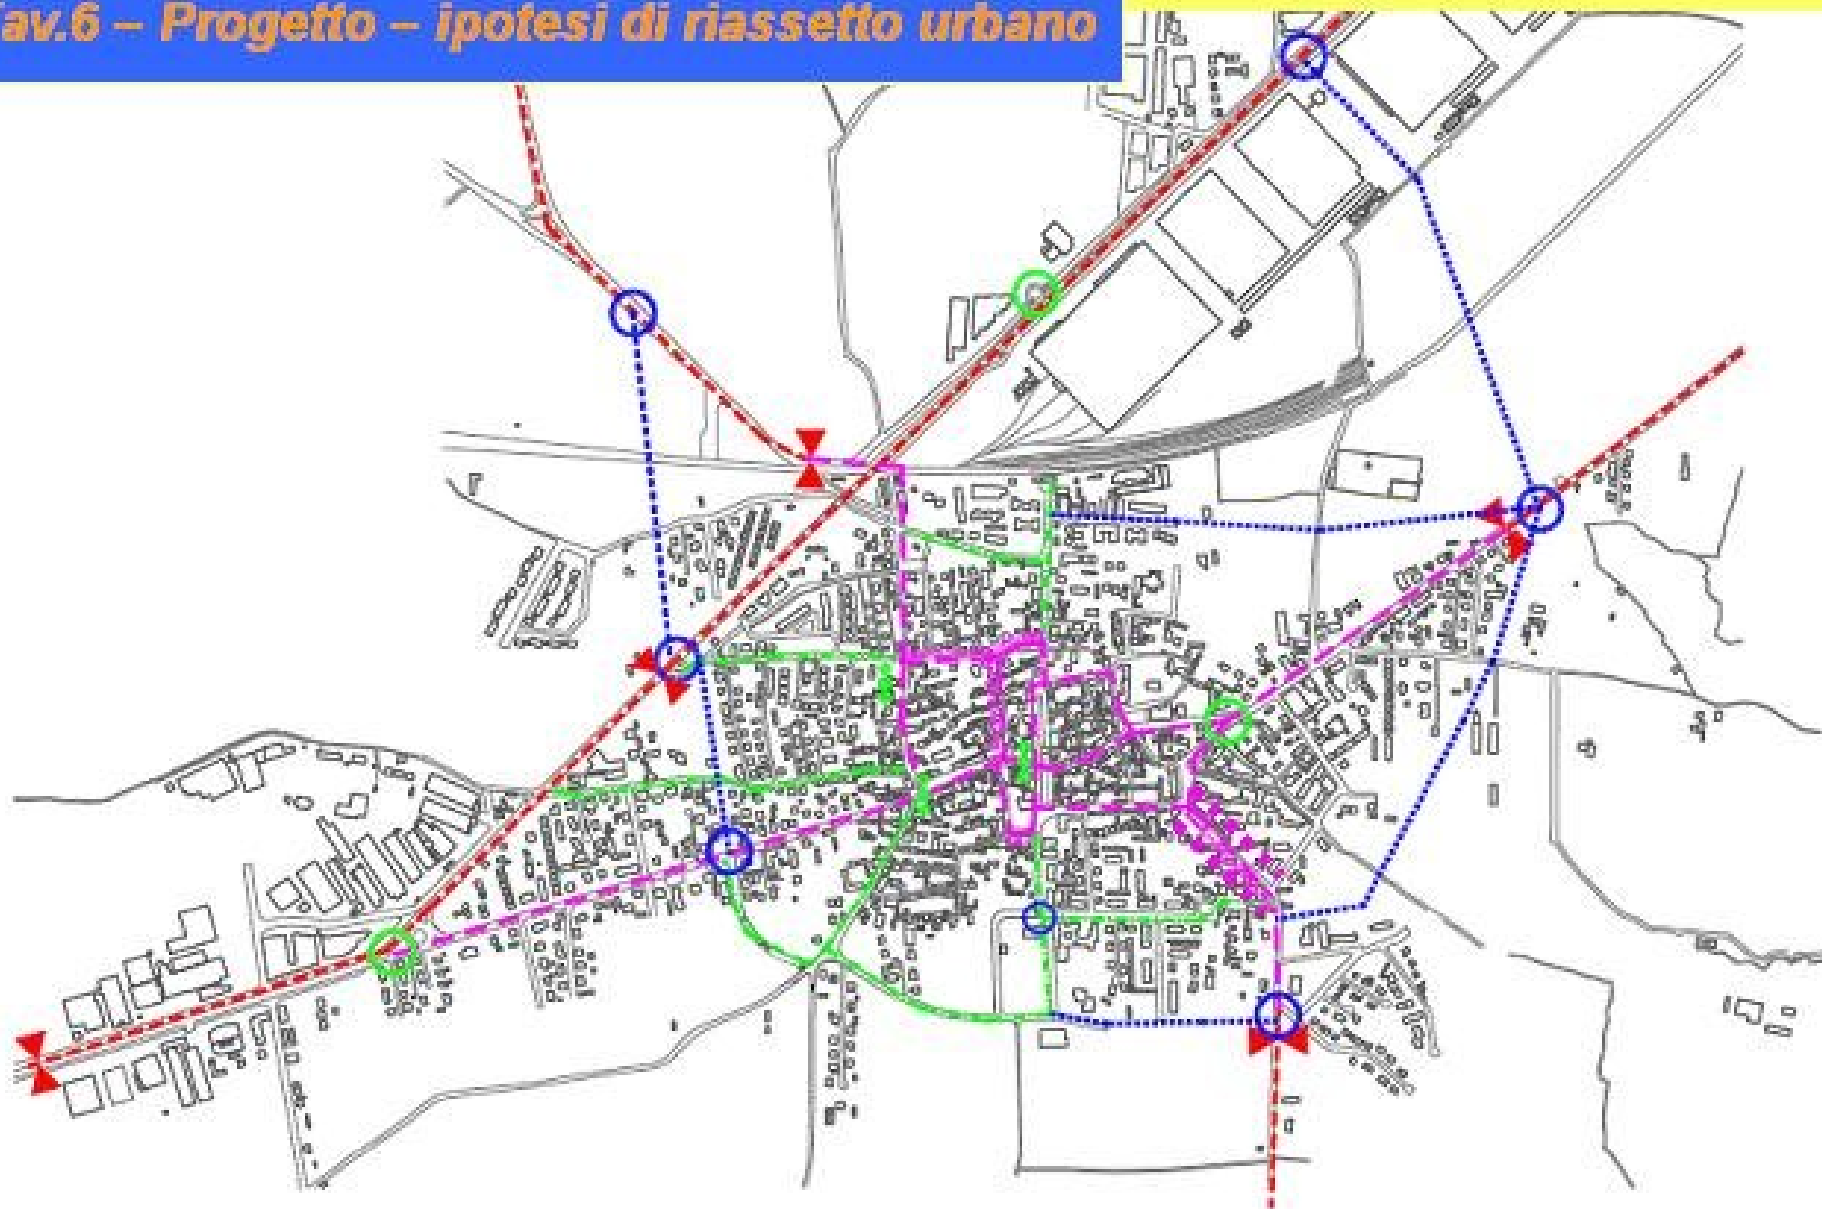 av.6 – Progetto – ipotesi di riassetto urbano